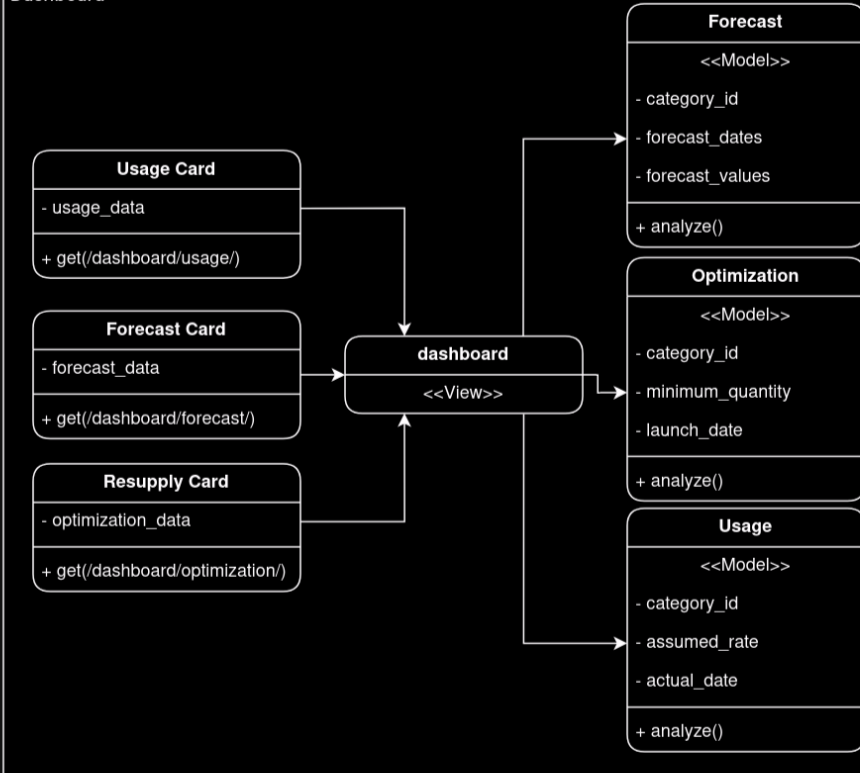 Dashboard
Usage Card
- usage_data
+ get(/dashboard/usage/)
Forecast Card
- forecast_data
+ get(/dashboard/forecast/)
Resupply Card
- optimization_data
+ get(/dashboard/optimization/)
dashboard
<<View>>
Forecast
<<Model>>
- category_id
- forecast_dates
- forecast_values
+ analyze()
Optimization
<<Model>>
- category_id
- minimum_quantity
- launch_date
+ analyze()
Usage
<<Model>>
- category_id
- assumed_rate
- actual_date
+ analyze()